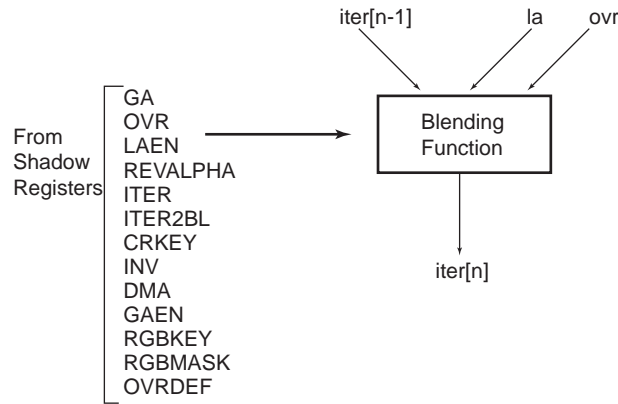 iter[n-1]
la
ovr
From
Shadow
Registers
GA
OVR
LAEN
REVALPHA
ITER
ITER2BL
CRKEY
INV
DMA
GAEN
RGBKEY
RGBMASK
OVRDEF
Blending
Function
iter[n]